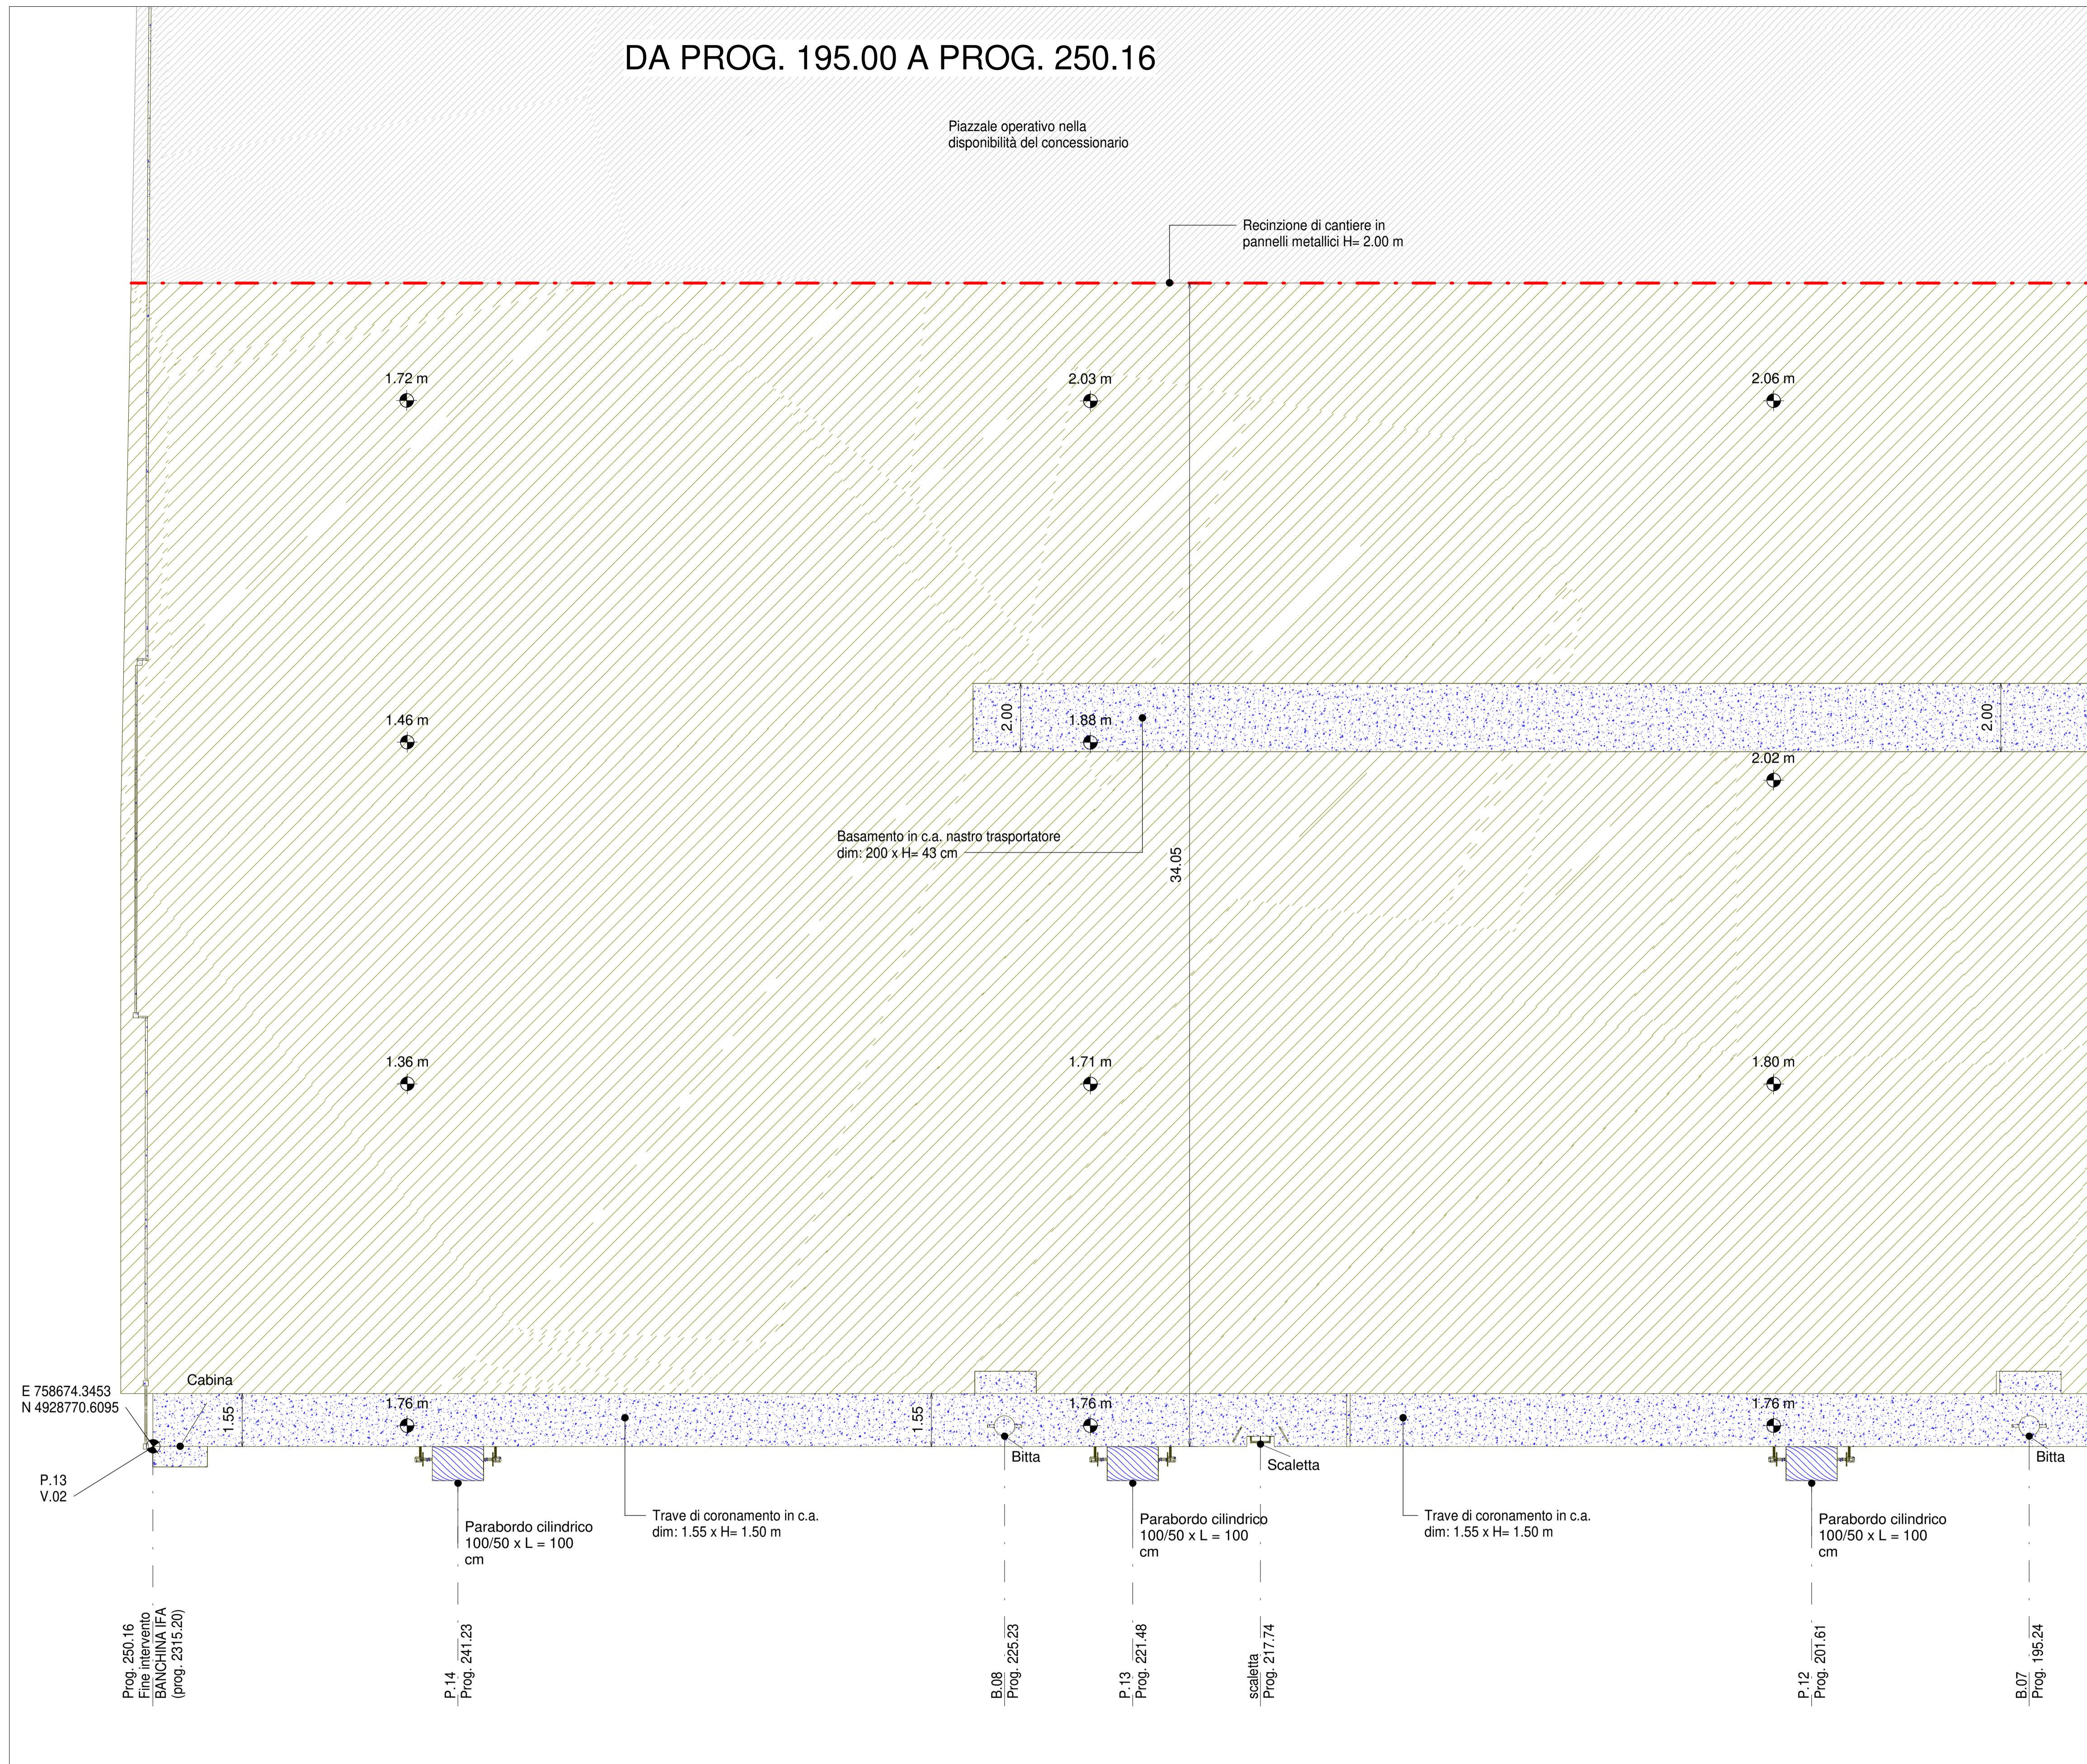 DA PROG. 195.00 A PROG. 250.16
Piazzale operativo nella
disponibilità del concessionario
Recinzione di cantiere in
pannelli metallici H= 2.00 m
1.72 m
2.03 m
2.06 m
2.00
2.00
1.46 m
1.88 m
2.02 m
Basamento in c.a. nastro trasportatore
dim: 200 x H= 43 cm
34.05
1.36 m
1.71 m
1.80 m
Cabina
E 758674.3453
N 4928770.6095
1.55
1.76 m
1.55
1.76 m
1.76 m
Bitta
Scaletta
Bitta
P.13
V.02
Parabordo cilindrico
100/50 x L = 100
cm
Trave di coronamento in c.a.
dim: 1.55 x H= 1.50 m
Parabordo cilindrico
100/50 x L = 100
cm
Trave di coronamento in c.a.
dim: 1.55 x H= 1.50 m
Parabordo cilindrico
100/50 x L = 100
cm
Prog. 250.16
Fine intervento
BANCHINA IFA
(prog. 2315.20)
P.14
Prog. 241.23
B.08
Prog. 225.23
P.13
Prog. 221.48
scaletta
Prog. 217.74
P.12
Prog. 201.61
B.07
Prog. 195.24